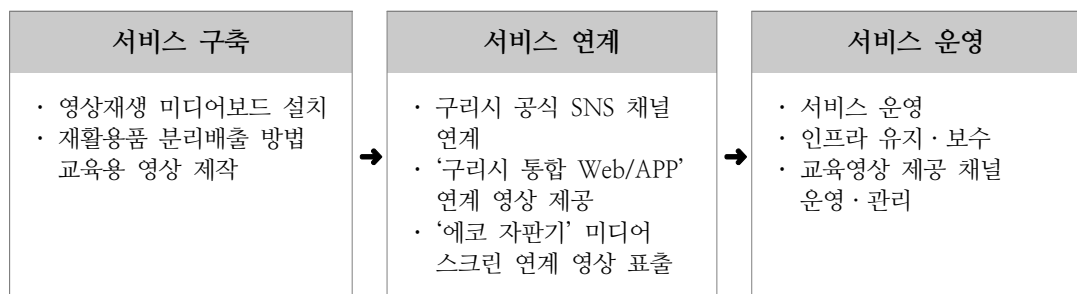 서비스 구축
· 영상재생 미디어보드 설치
· 재활용품 분리배출 방법
교육용 영상 제작
➜
서비스 연계
· 구리시 공식 SNS 채널
연계
· ‘구리시 통합 Web/APP’
연계 영상 제공
· ‘에코 자판기’ 미디어
스크린 연계 영상 표출
➜
서비스 운영
· 서비스 운영
· 인프라 유지·보수
· 교육영상 제공 채널
운영·관리